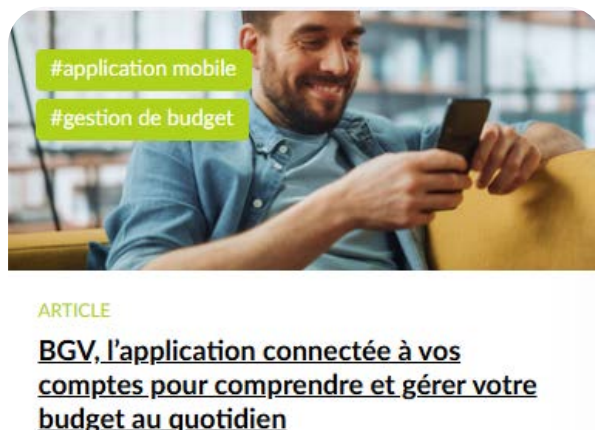 #application mobile
#gestion de budget
ARTICLE
BGV, l’application connectée à vos
comptes pour comprendre et gérer votre
budget au quotidien